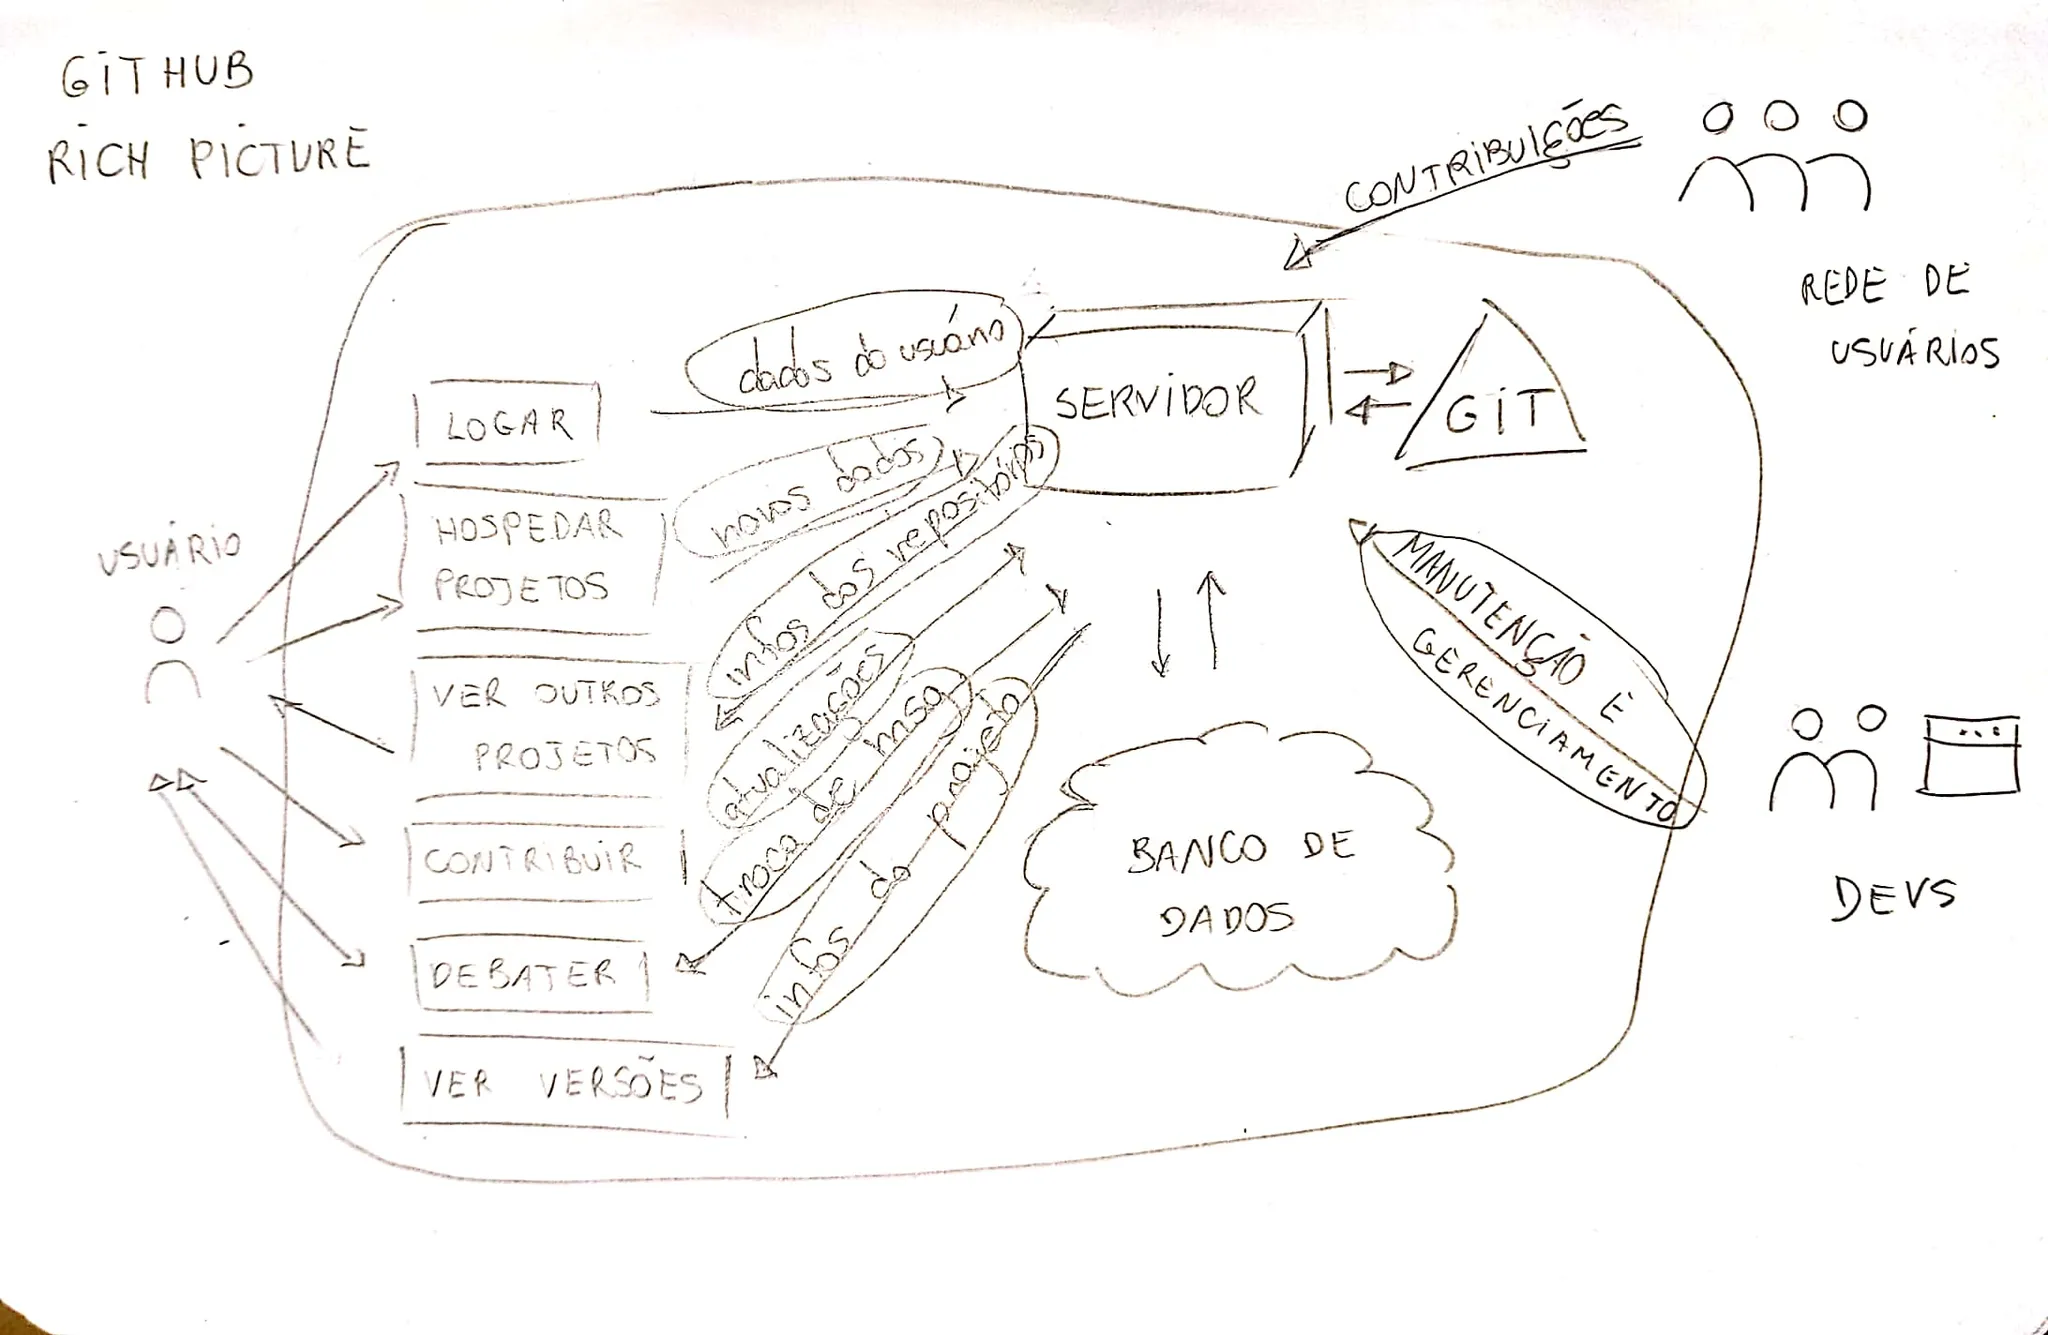 GITHUB
RICH PICTURE
CONTRIBUIÇÕES
REDE DE
USUÁRIOS
dados do usuário
SERVIDOR
GIT
LOGAR
novos dados
HOSPEDAR
PROJETOS
infos dos repositórios
USUÁRIO
MANUTENÇÃO E
GERENCIAMENTO
VER OUTROS
PROJETOS
atualizações
troca de msg
infos do projeto
CONTRIBUIR
BANCO DE
DADOS
DEVS
DEBATER
VER VERSÕES